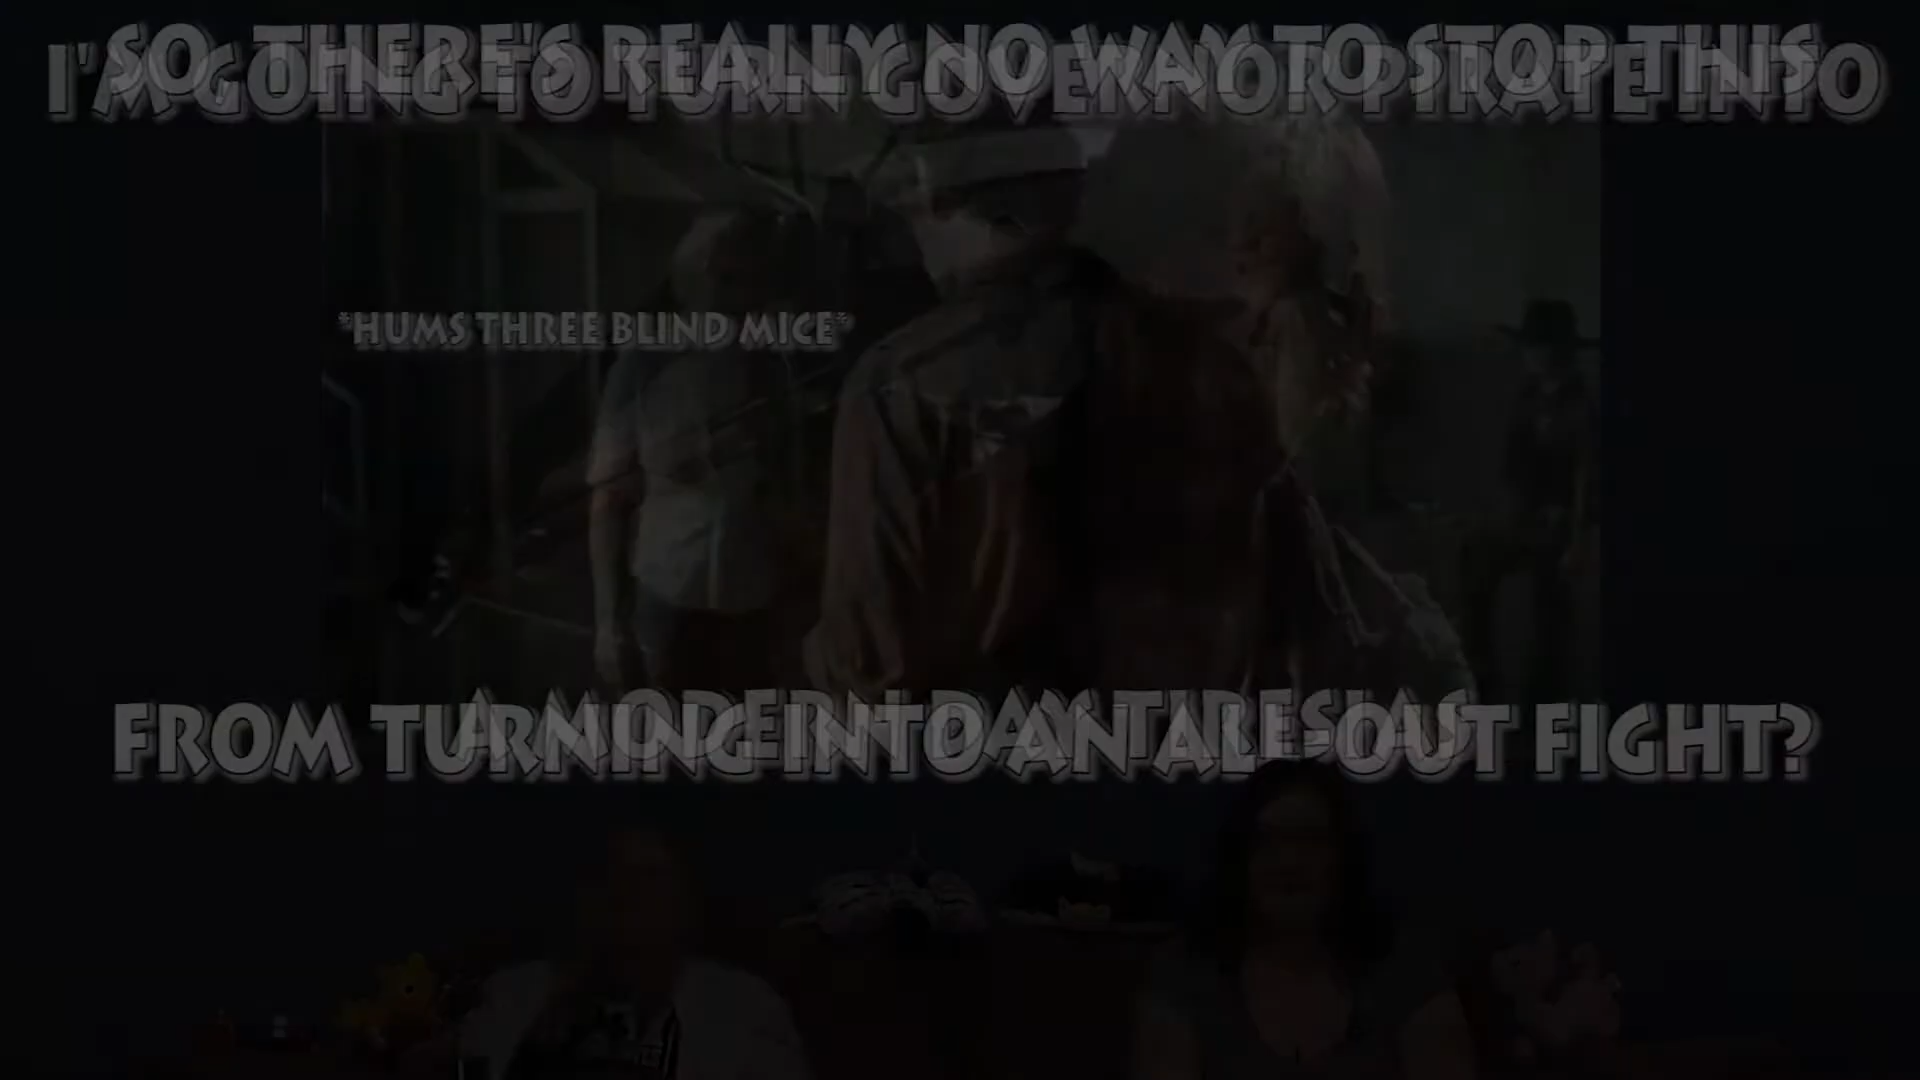 SO, THERE'S REALLY NO WAY TO STOP THIS
I'M GOING TO TURN GOVERNOR PIRATE INTO
*HUMS THREE BLIND MICE*
A MODERN DAY TIRESIAS
FROM TURNING INTO AN ALL-OUT FIGHT?